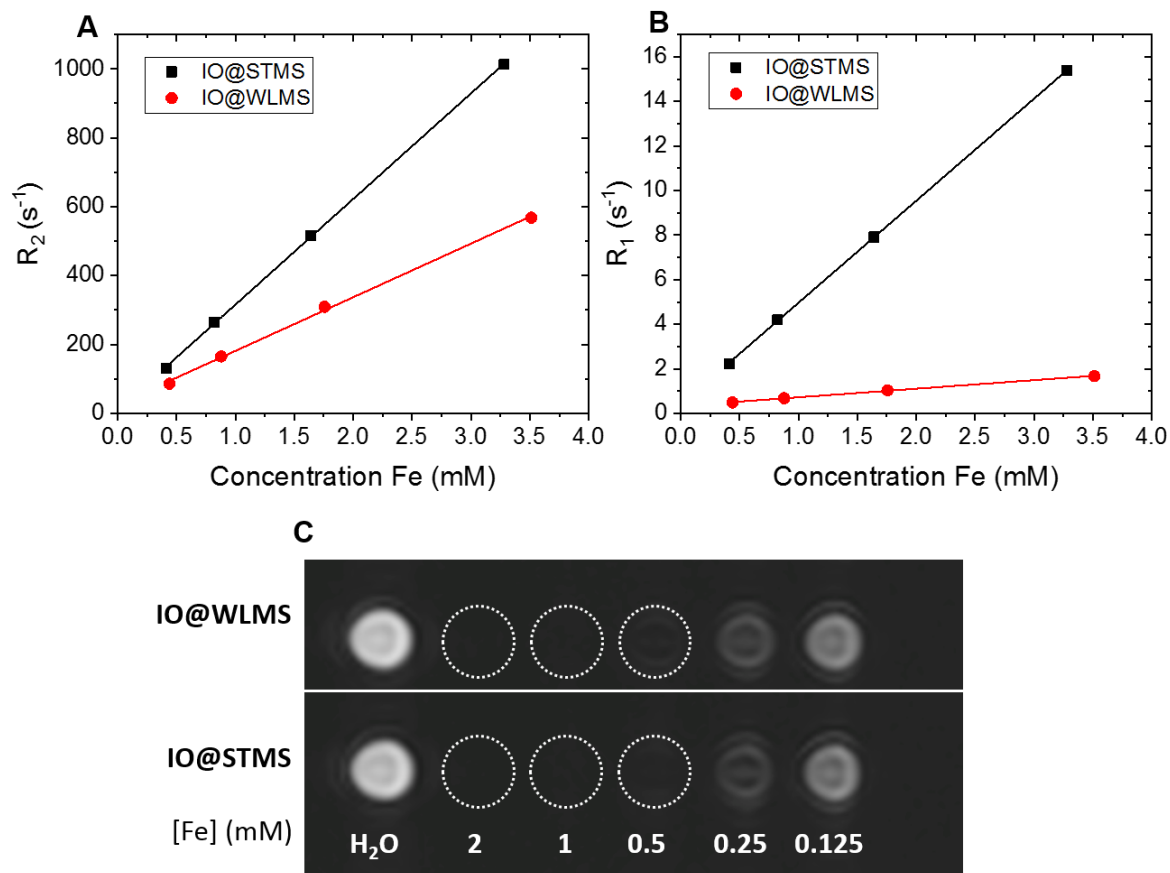 A
IO@STMS
IO@WLMS
R₂ (s⁻¹)
1000
800
600
400
200
0
0.0 0.5 1.0 1.5 2.0 2.5 3.0 3.5 4.0
Concentration Fe (mM)
B
IO@STMS
IO@WLMS
R₁ (s⁻¹)
16
14
12
10
8
6
4
2
0
0.0 0.5 1.0 1.5 2.0 2.5 3.0 3.5 4.0
Concentration Fe (mM)
C
IO@WLMS
IO@STMS
[Fe] (mM)
H₂O 2 1 0.5 0.25 0.125